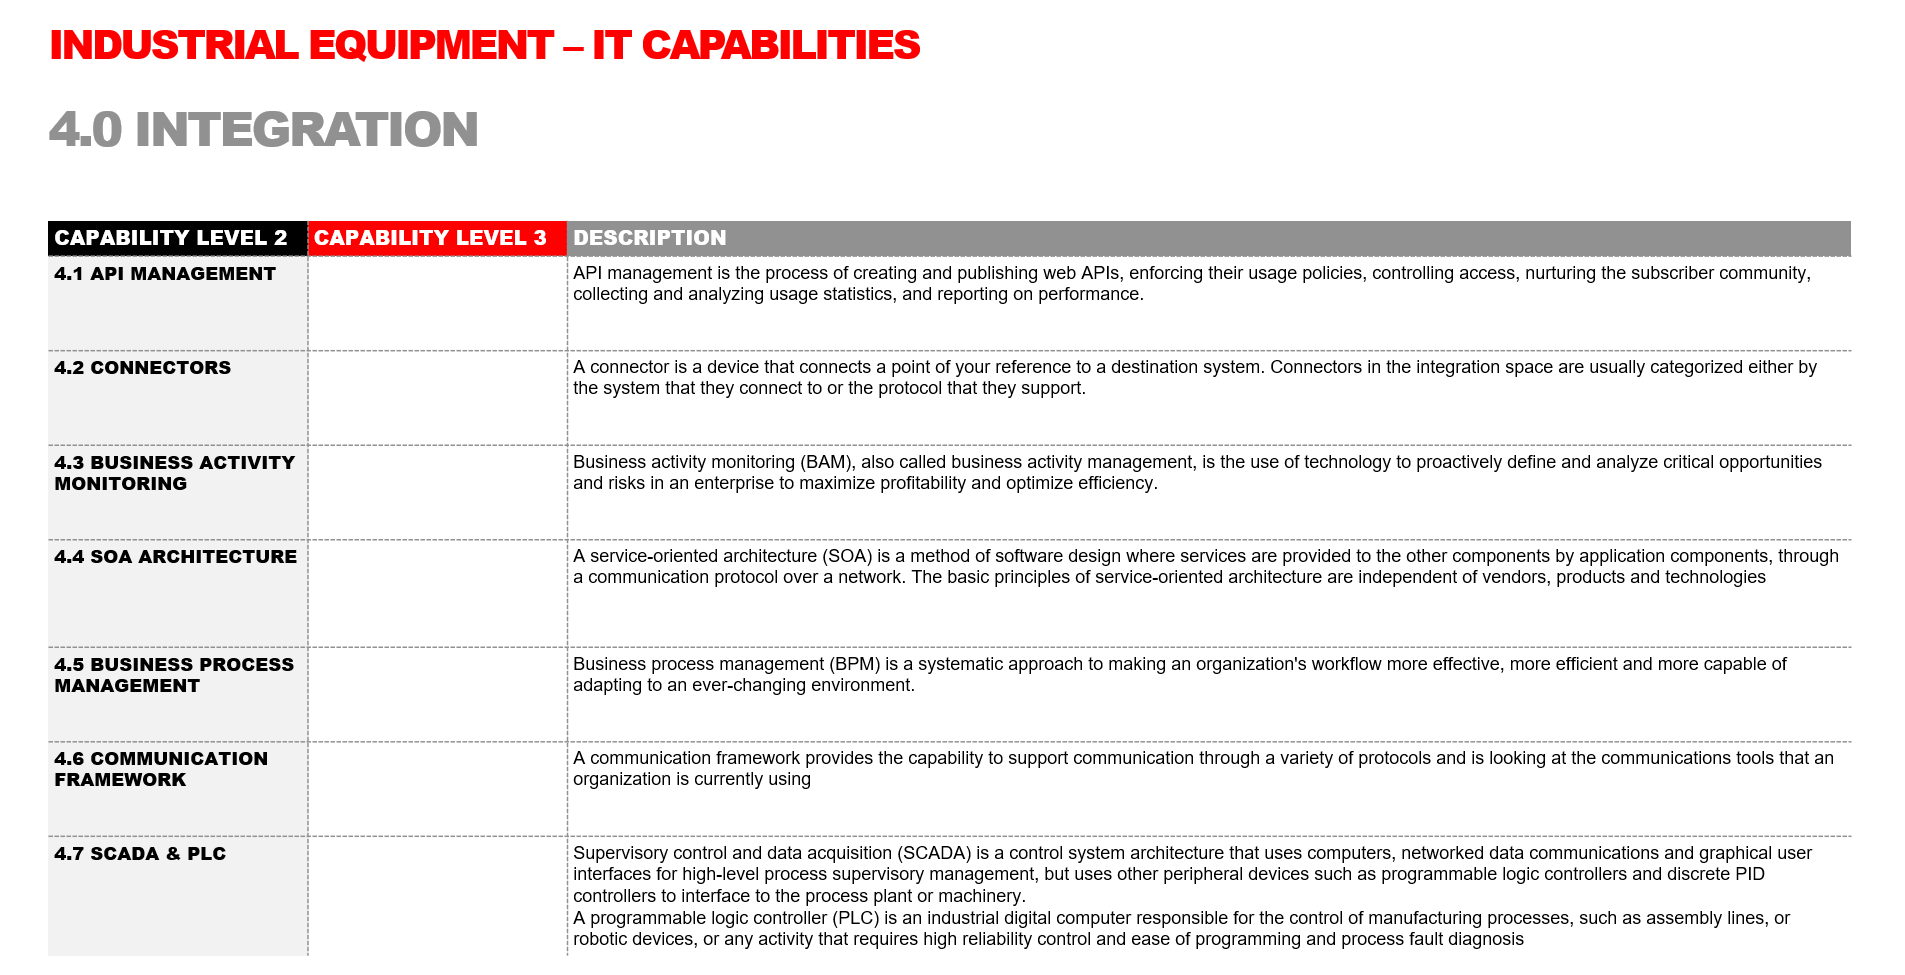 INDUSTRIAL EQUIPMENT – IT CAPABILITIES
4.0 INTEGRATION
CAPABILITY LEVEL 2 CAPABILITY LEVEL 3 DESCRIPTION
4.1 API MANAGEMENT
API management is the process of creating and publishing web APIs, enforcing their usage policies, controlling access, nurturing the subscriber community,
collecting and analyzing usage statistics, and reporting on performance.
4.2 CONNECTORS
A connector is a device that connects a point of your reference to a destination system. Connectors in the integration space are usually categorized either by
the system that they connect to or the protocol that they support.
4.3 BUSINESS ACTIVITY
MONITORING
Business activity monitoring (BAM), also called business activity management, is the use of technology to proactively define and analyze critical opportunities
and risks in an enterprise to maximize profitability and optimize efficiency.
4.4 SOA ARCHITECTURE
A service-oriented architecture (SOA) is a method of software design where services are provided to the other components by application components, through
a communication protocol over a network. The basic principles of service-oriented architecture are independent of vendors, products and technologies
4.5 BUSINESS PROCESS
MANAGEMENT
Business process management (BPM) is a systematic approach to making an organization's workflow more effective, more efficient and more capable of
adapting to an ever-changing environment.
4.6 COMMUNICATION
FRAMEWORK
A communication framework provides the capability to support communication through a variety of protocols and is looking at the communications tools that an
organization is currently using
4.7 SCADA & PLC
Supervisory control and data acquisition (SCADA) is a control system architecture that uses computers, networked data communications and graphical user
interfaces for high-level process supervisory management, but uses other peripheral devices such as programmable logic controllers and discrete PID
controllers to interface to the process plant or machinery.
A programmable logic controller (PLC) is an industrial digital computer responsible for the control of manufacturing processes, such as assembly lines, or
robotic devices, or any activity that requires high reliability control and ease of programming and process fault diagnosis